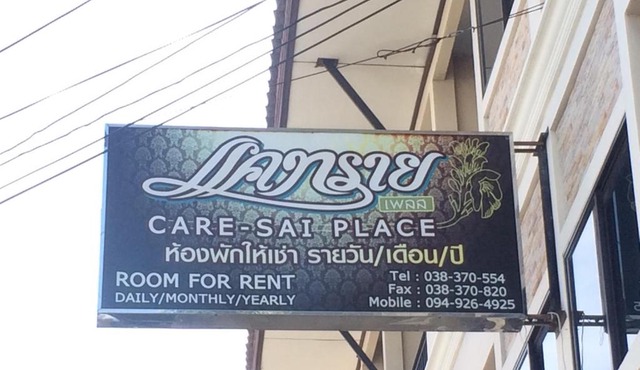 แคทราย
เพลส
CARE-SAI PLACE
ห้องพักให้เช่า รายวัน/เดือน/ปี
ROOM FOR RENT
DAILY/MONTHLY/YEARLY
Tel : 038-370-554
Fax : 038-370-820
Mobile : 094-926-4925